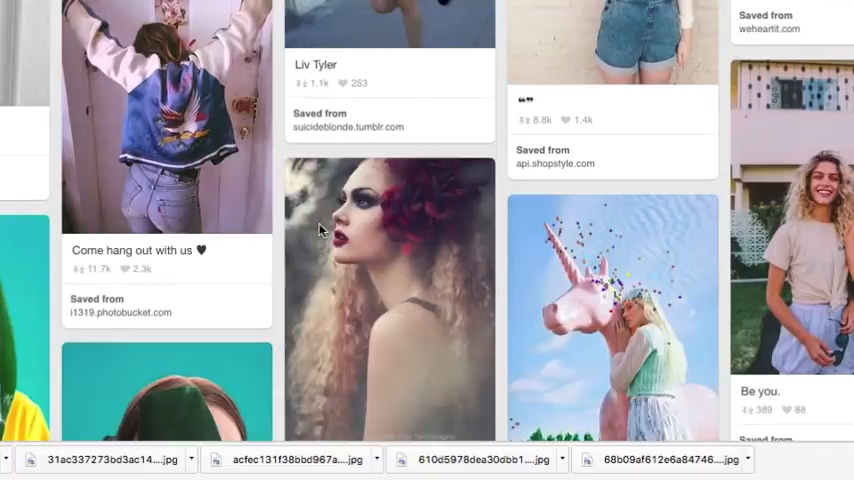 Come hang out with us ♥
11.7k 2.3k
Saved from
i1319.photobucket.com
Liv Tyler
1.1k 253
Saved from
suicideblonde.tumblr.com
“”
8.8k 1.4k
Saved from
api.shopstyle.com
Saved from
weheartit.com
Be you.
389 88
Saved from
31ac337273bd3ac14....jpg
acfec131f38bbd967a....jpg
610d5978dea30dbb1....jpg
68b09af612e6a84746....jpg